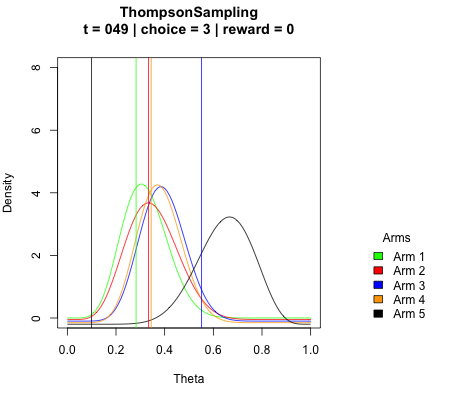 ThompsonSampling
t = 049 | choice = 3 | reward = 0
Density
8
6
4
2
0
0.0 0.2 0.4 0.6 0.8 1.0
Theta
Arms
Arm 1
Arm 2
Arm 3
Arm 4
Arm 5